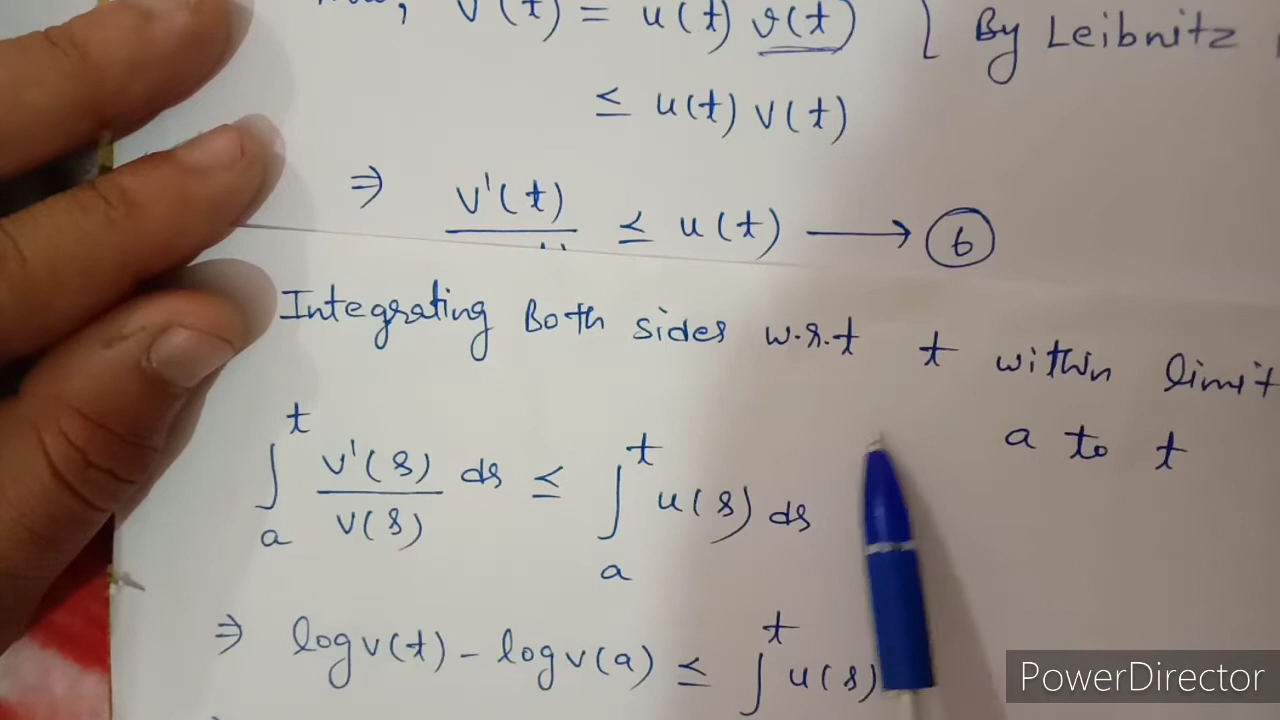 V'(t) = u(t) v(t) [ By Leibnitz
≤ u(t) V(t)
⇒ V'(t) ≤ u(t) ⟶ 6
Integrating Both sides w.r.t t within limit
a to t
∫_a^t V'(s)/V(s) ds ≤ ∫_a^t u(s) ds
⇒ log V(t) - log V(a) ≤ ∫^t u(s)
PowerDirector